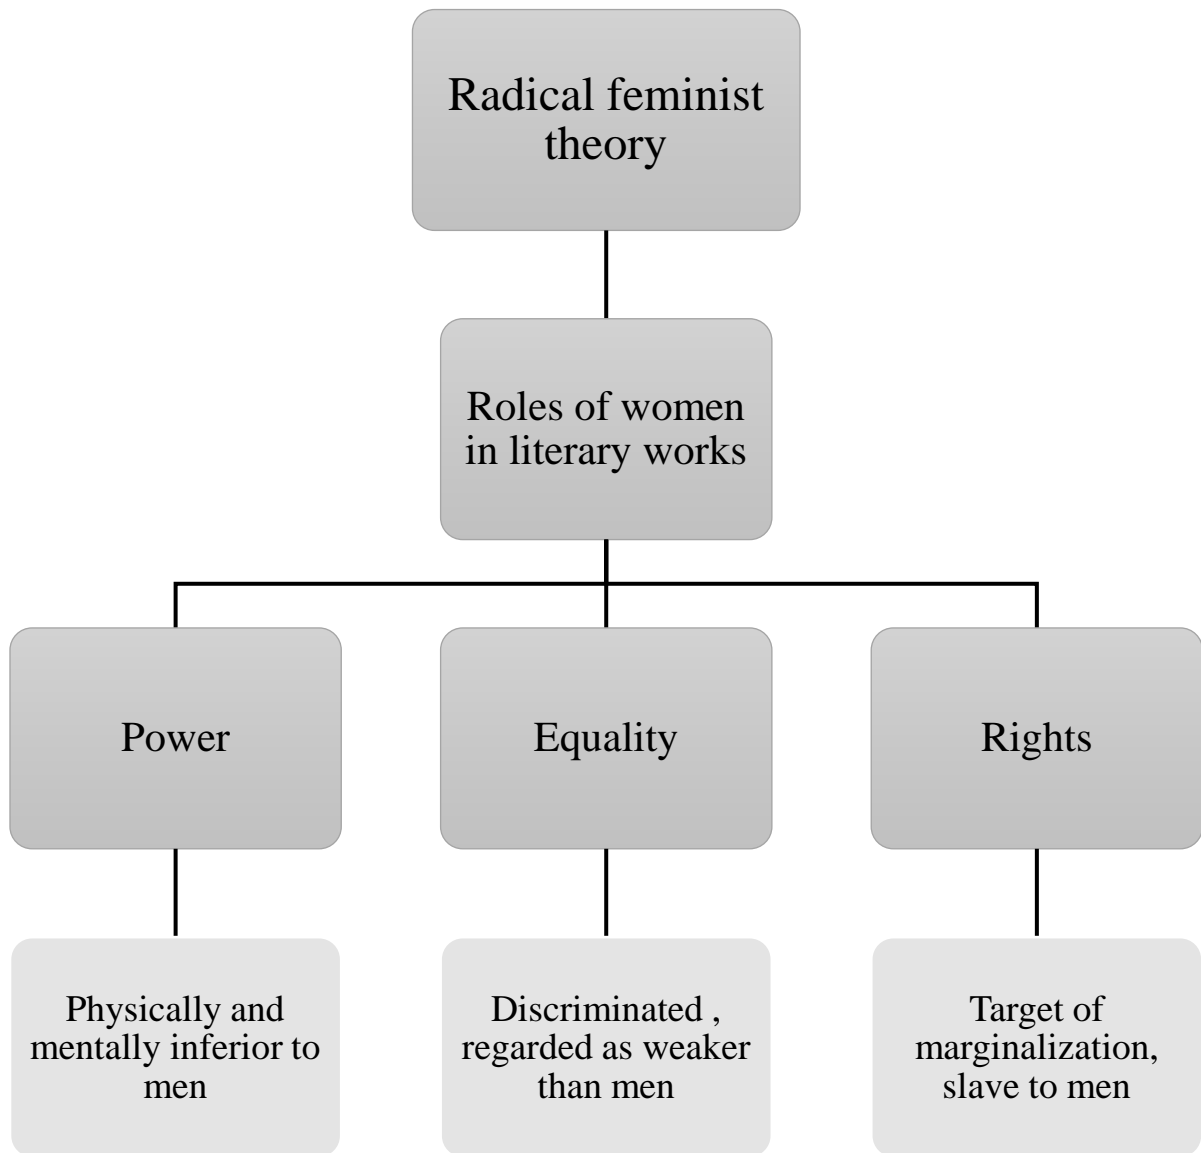 Radical feminist
theory
Roles of women
in literary works
Power
Equality
Rights
Physically and
mentally inferior to
men
Discriminated ,
regarded as weaker
than men
Target of
marginalization,
slave to men